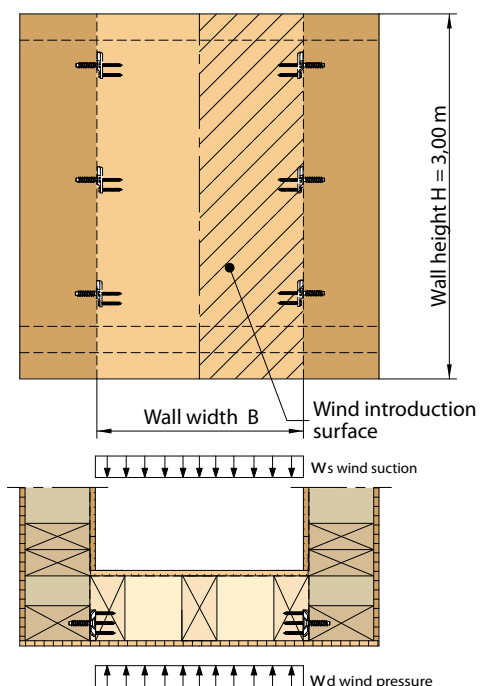 Wall height H = 3,00 m
Wall width B
Wind introduction
surface
Ws wind suction
Wd wind pressure